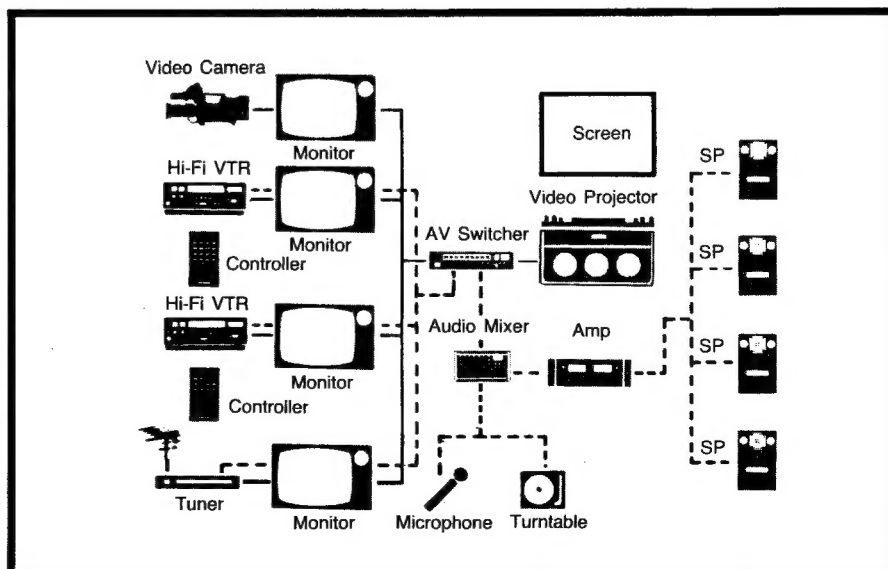 Video Camera
Monitor
Hi-Fi VTR
Monitor
Controller
Hi-Fi VTR
Monitor
Controller
Tuner
Monitor
Screen
Video Projector
AV Switcher
Audio Mixer
Amp
Microphone
Turntable
SP
SP
SP
SP